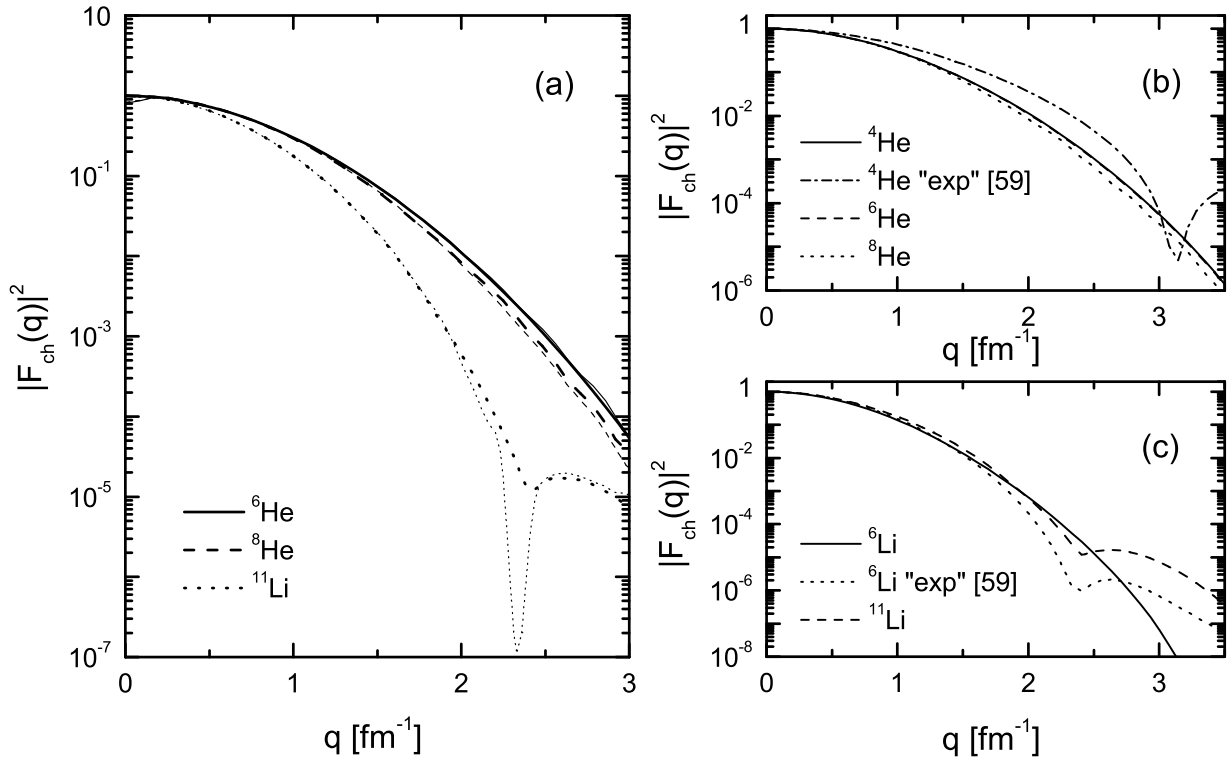 (a)
|F_ch(q)|^2
10
10^-1
10^-3
10^-5
10^-7
^6He
^8He
^11Li
0
1
2
3
q [fm^-1]
(b)
|F_ch(q)|^2
1
10^-2
10^-4
10^-6
^4He
^4He "exp" [59]
^6He
^8He
0
1
2
3
q [fm^-1]
(c)
|F_ch(q)|^2
1
10^-2
10^-4
10^-6
10^-8
^6Li
^6Li "exp" [59]
^11Li
0
1
2
3
q [fm^-1]